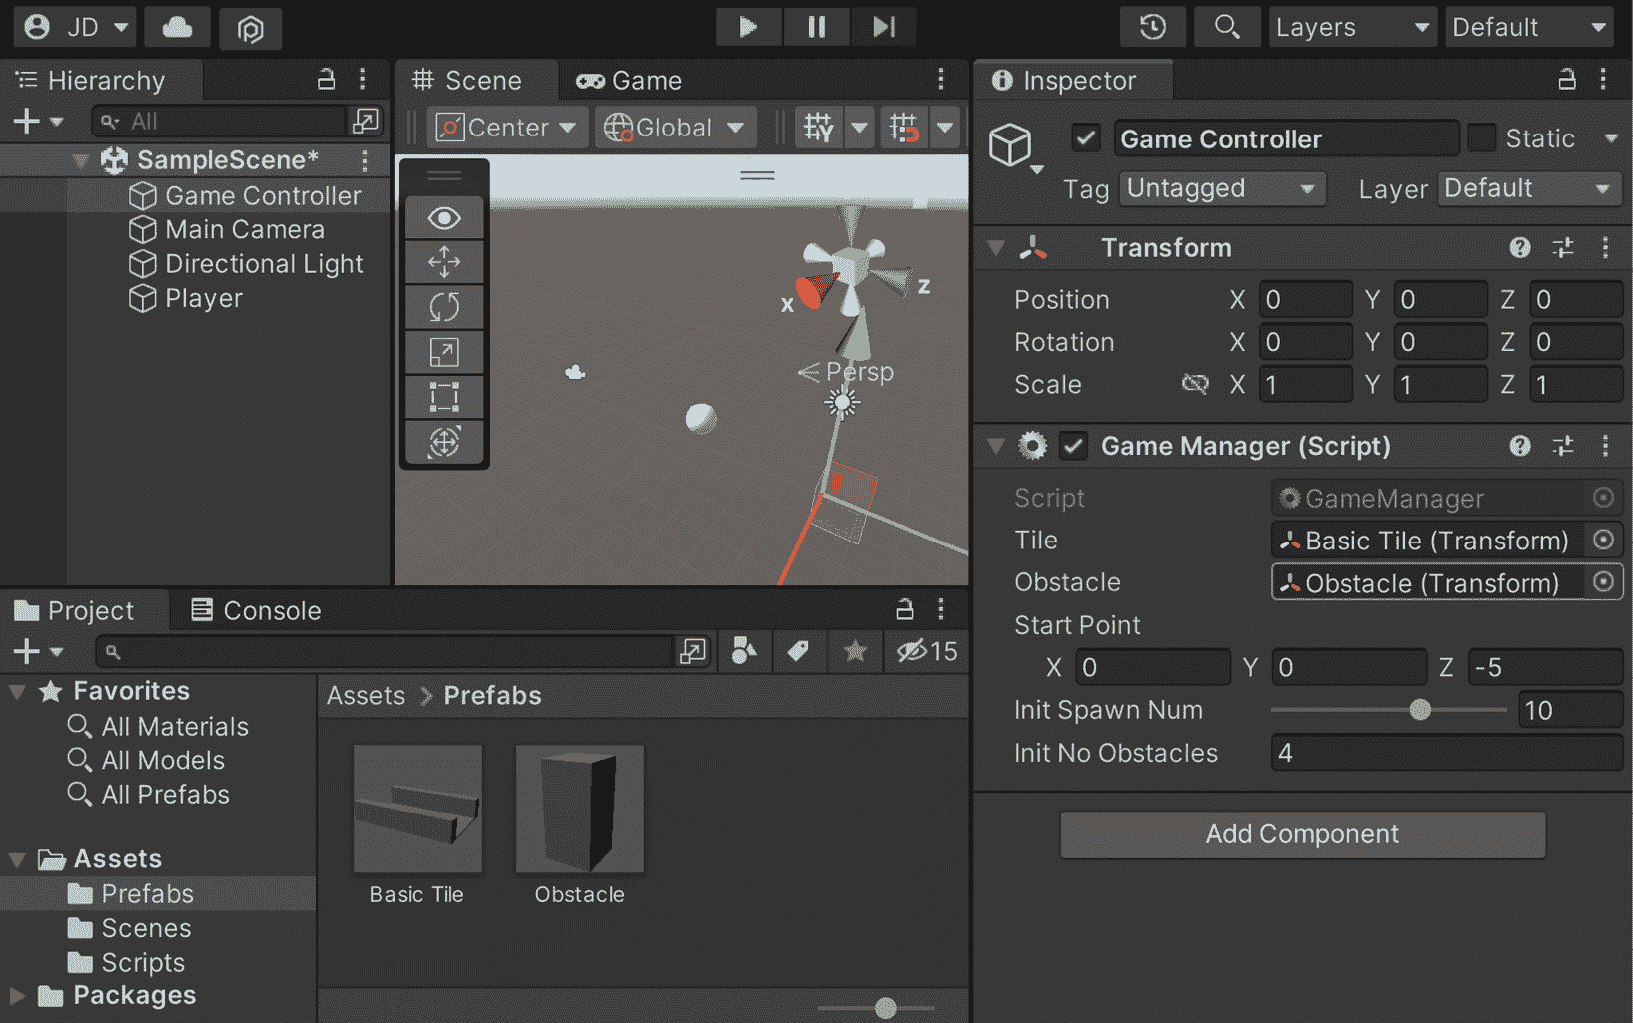 JD
Layers
Default
Hierarchy
All
SampleScene*
Game Controller
Main Camera
Directional Light
Player
Scene
Game
Center
Global
x
z
Persp
Inspector
Game Controller
Static
Tag Untagged
Layer Default
Transform
Position X 0 Y 0 Z 0
Rotation X 0 Y 0 Z 0
Scale X 1 Y 1 Z 1
Game Manager (Script)
Script GameManager
Tile Basic Tile (Transform)
Obstacle Obstacle (Transform)
Start Point
X 0 Y 0 Z -5
Init Spawn Num 10
Init No Obstacles 4
Add Component
Project
Console
15
Favorites
All Materials
All Models
All Prefabs
Assets
Prefabs
Scenes
Scripts
Packages
Assets > Prefabs
Basic Tile
Obstacle